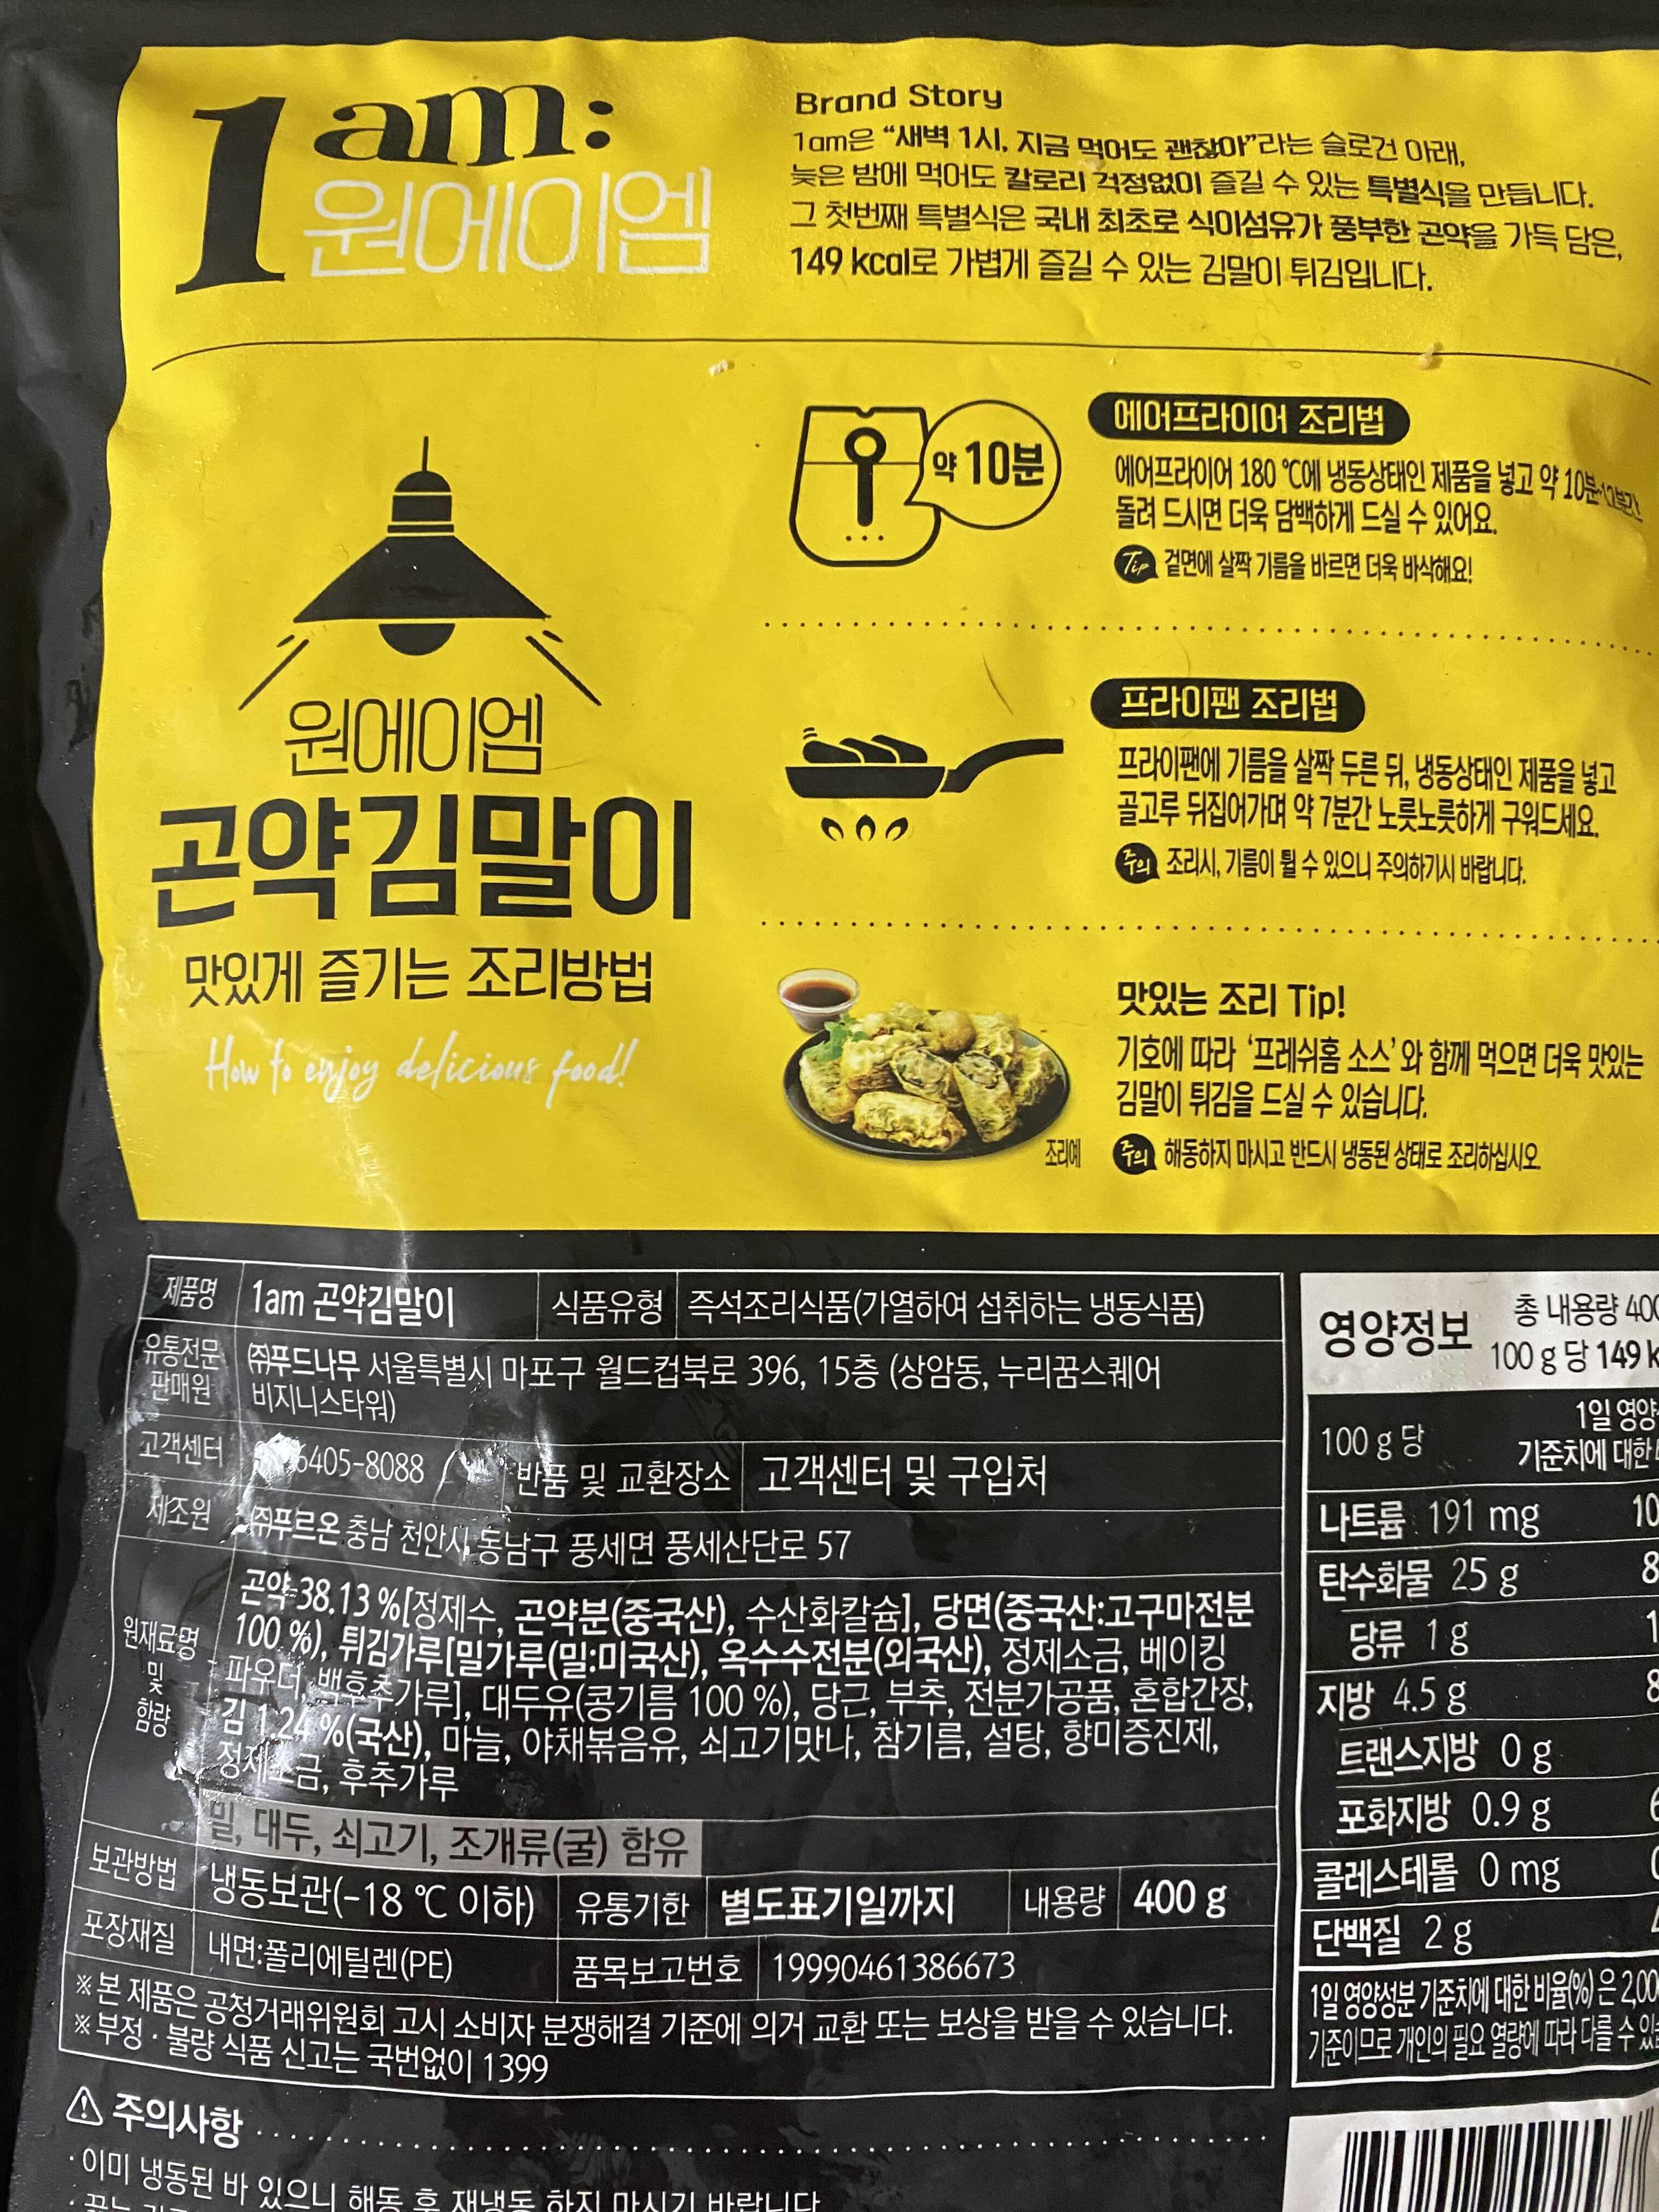 1am:
원에이엠
Brand Story
1am은 “새벽 1시, 지금 먹어도 괜찮아”라는 슬로건 아래,
늦은 밤에 먹어도 칼로리 걱정없이 즐길 수 있는 특별식을 만듭니다.
그 첫번째 특별식은 국내 최초로 식이섬유가 풍부한 곤약을 가득 담은,
149 kcal로 가볍게 즐길 수 있는 김말이 튀김입니다.
약 10분
에어프라이어 조리법
에어프라이어 180 ℃에 냉동상태인 제품을 넣고 약 10분~12분간
돌려 드시면 더욱 담백하게 드실 수 있어요.
Tip 겉면에 살짝 기름을 바르면 더욱 바삭해요!
원에이엠
곤약김말이
맛있게 즐기는 조리방법
How to enjoy delicious food!
프라이팬 조리법
프라이팬에 기름을 살짝 두른 뒤, 냉동상태인 제품을 넣고
골고루 뒤집어가며 약 7분간 노릇노릇하게 구워드세요.
주의 조리시, 기름이 튈 수 있으니 주의하기시 바랍니다.
맛있는 조리 Tip!
기호에 따라 ‘프레쉬홈 소스’와 함께 먹으면 더욱 맛있는
김말이 튀김을 드실 수 있습니다.
조리예
주의 해동하지 마시고 반드시 냉동된 상태로 조리하십시오.
제품명 1am 곤약김말이 식품유형 즉석조리식품(가열하여 섭취하는 냉동식품)
유통전문
판매원
㈜푸드나무 서울특별시 마포구 월드컵북로 396, 15층 (상암동, 누리꿈스퀘어
비지니스타워)
고객센터 6405-8088 반품 및 교환장소 고객센터 및 구입처
제조원 ㈜푸르온 충남 천안시 동남구 풍세면 풍세산단로 57
원재료명
및
함량
곤약 38.13 %[정제수, 곤약분(중국산), 수산화칼슘], 당면(중국산:고구마전분
100 %), 튀김가루[밀가루(밀:미국산), 옥수수전분(외국산), 정제소금, 베이킹
파우더, 백후추가루], 대두유(콩기름 100 %), 당근, 부추, 전분가공품, 혼합간장,
김 1.24 %(국산), 마늘, 야채볶음유, 쇠고기맛나, 참기름, 설탕, 향미증진제,
정제소금, 후추가루
밀, 대두, 쇠고기, 조개류(굴) 함유
보관방법 냉동보관(-18 ℃ 이하) 유통기한 별도표기일까지 내용량 400 g
포장재질 내면:폴리에틸렌(PE) 품목보고번호 19990461386673
※ 본 제품은 공정거래위원회 고시 소비자 분쟁해결 기준에 의거 교환 또는 보상을 받을 수 있습니다.
※ 부정 · 불량 식품 신고는 국번없이 1399
영양정보
총 내용량 400
100 g 당 149 k
100 g 당
1일 영양
기준치에 대한
나트륨 191 mg 10
탄수화물 25 g 8
당류 1 g 1
지방 4.5 g 8
트랜스지방 0 g
포화지방 0.9 g 6
콜레스테롤 0 mg 0
단백질 2 g
1일 영양성분 기준치에 대한 비율(%)은 2,00
기준이므로 개인의 필요 열량에 따라 다를 수
⚠ 주의사항
· 이미 냉동된 바 있으니 해동 후 재냉동 하지 마시기 바랍니다